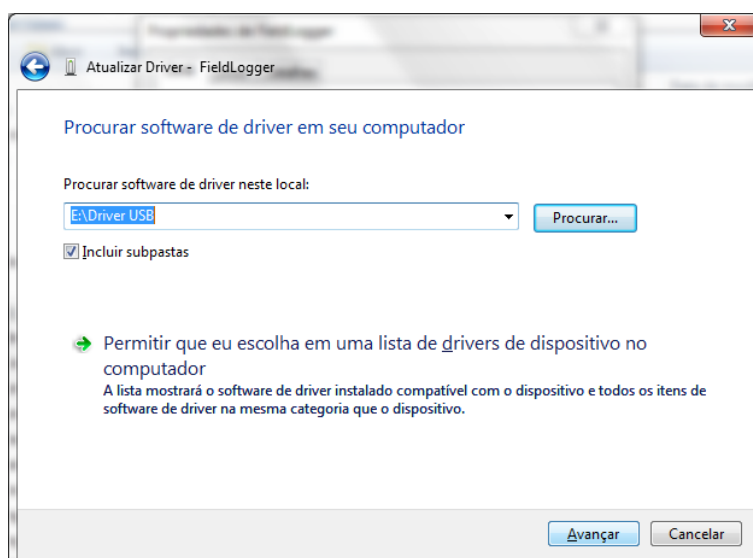 Atualizar Driver - FieldLogger
Procurar software de driver em seu computador
Procurar software de driver neste local:
E:\Driver USB
Procurar...
Incluir subpastas
Permitir que eu escolha em uma lista de drivers de dispositivo no
computador
A lista mostrará o software de driver instalado compatível com o dispositivo e todos os itens de
software de driver na mesma categoria que o dispositivo.
Avançar
Cancelar